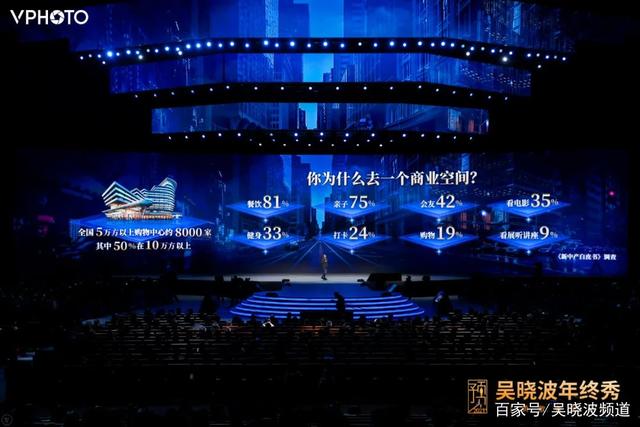 VPHOTO
你为什么去一个商业空间?
餐饮81% 亲子75% 会友42% 看电影35%
健身33% 打卡24% 购物19% 看展听讲座9%
全国5万方以上购物中心约8000家
其中50%在10万方以上
《新中产白皮书》调查
吴晓波年终秀
百家号/吴晓波频道